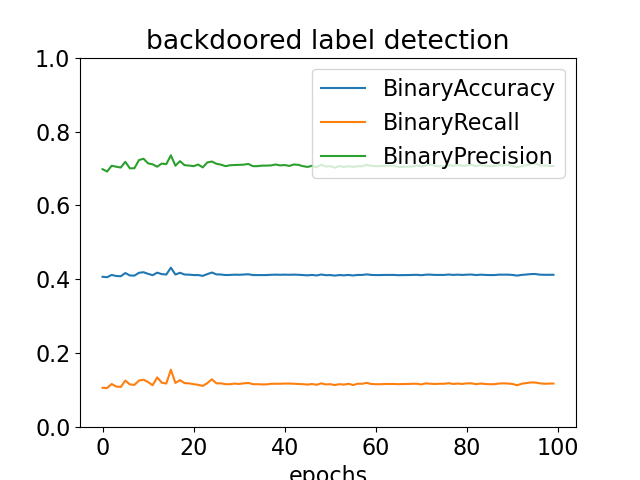 backdoored label detection
1.0
0.8
0.6
0.4
0.2
0.0
BinaryAccuracy
BinaryRecall
BinaryPrecision
0 20 40 60 80 100
epochs